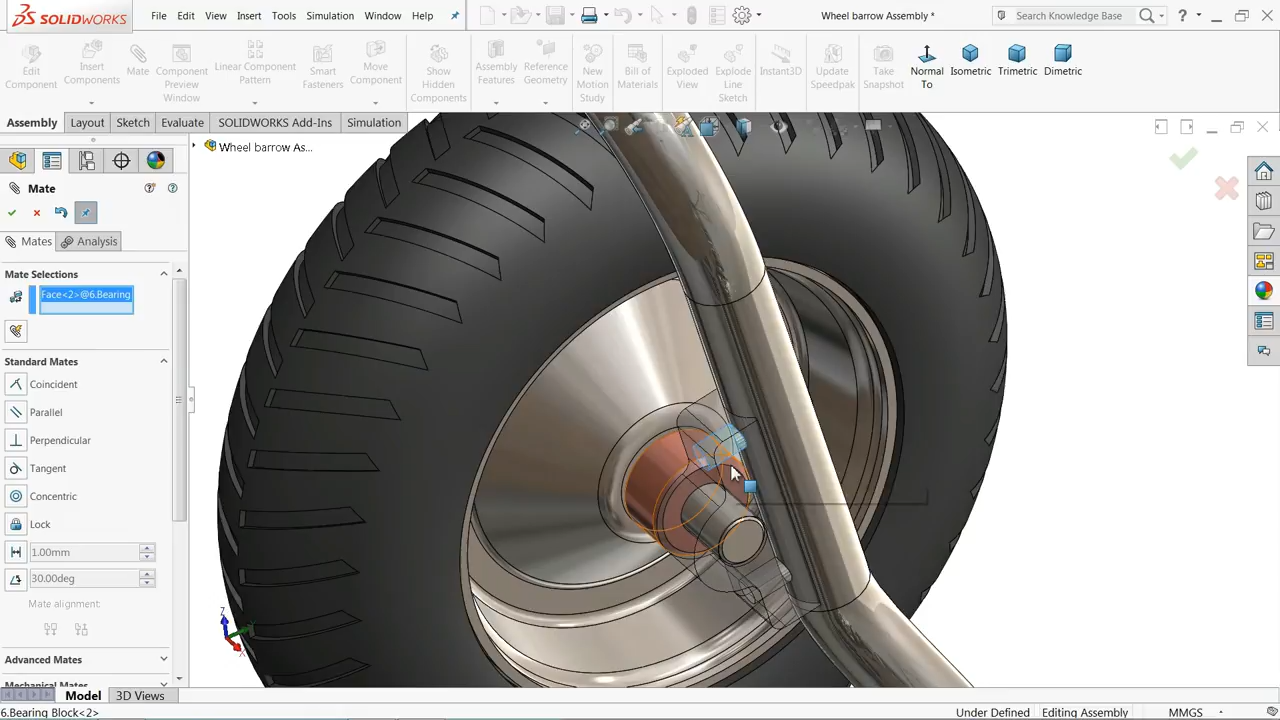 SOLIDWORKS File Edit View Insert Tools Simulation Window Help Wheel barrow Assembly * Search Knowledge Base ?
Edit Component
Insert Components
Mate
Component Preview Window
Linear Component Pattern
Smart Fasteners
Move Component
Show Hidden Components
Assembly Features
Reference Geometry
New Motion Study
Bill of Materials
Exploded View
Explode Line Sketch
Instant3D
Update Speedpak
Take Snapshot
Normal To
Isometric
Trimetric
Dimetric
Assembly Layout Sketch Evaluate SOLIDWORKS Add-Ins Simulation
Wheel barrow As...
Mate
Mates Analysis
Mate Selections
Face<2>@6.Bearing
Standard Mates
Coincident
Parallel
Perpendicular
Tangent
Concentric
Lock
1.00mm
30.00deg
Mate alignment:
Advanced Mates
Z
X
Model 3D Views
6.Bearing Block<2> Under Defined Editing Assembly MMGS